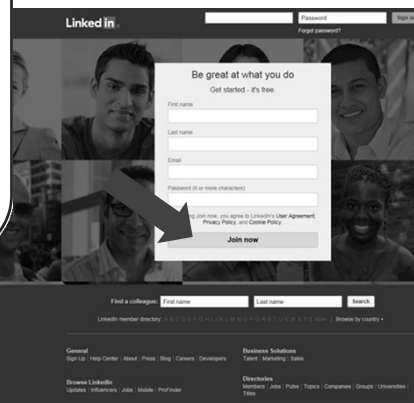 Linked in
Password
Sign in
Forgot password?
Be great at what you do
Get started - it's free.
First name
Last name
Email
Password (6 or more characters)
Join now, you agree to LinkedIn's User Agreement,
Privacy Policy, and Cookie Policy.
Join now
Find a colleague: First name Last name Search
LinkedIn member directory: A B C D E F G H I J K L M N O P Q R S T U V W X Y Z More | Browse by country
General
Sign Up | Help Center | About | Press | Blog | Careers | Developers
Business Solutions
Talent | Marketing | Sales
Browse LinkedIn
Updates | Influencers | Jobs | Mobile | ProFinder
Directories
Members | Jobs | Pulse | Topics | Companies | Groups | Universities |
Titles